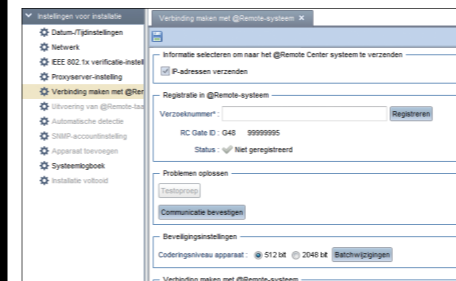 Instellingen voor installatie
Datum-/Tijdinstellingen
Netwerk
IEEE 802.1x verificatie-instell
Proxyserver-instelling
Verbinding maken met @Rer
Uitvoering van @Remote-taa
Automatische detectie
SNMP-accountinstelling
Apparaat toevoegen
Systeemlogboek
Installatie voltooid
Verbinding maken met @Remote-systeem ×
Informatie selecteren om naar het @Remote Center systeem te verzenden
IP-adressen verzenden
Registratie in @Remote-systeem
Verzoeknummer* :
Registreren
RC Gate ID : G48 99999995
Status : Niet geregistreerd
Problemen oplossen
Testoproep
Communicatie bevestigen
Beveiligingsinstellingen
Coderingsniveau apparaat : 512 bit 2048 bit Batchwijzigingen
Verbinding maken met @Remote-systeem